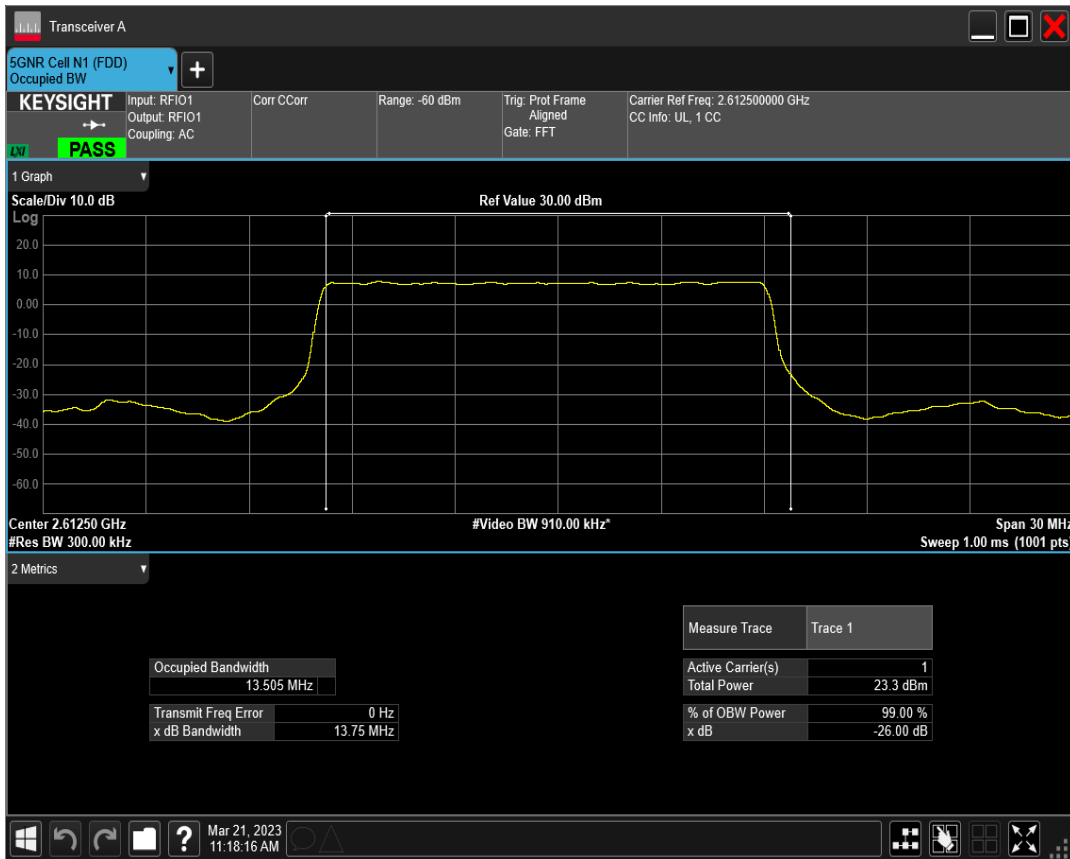 Transceiver A
5GNR Cell N1 (FDD)
Occupied BW
+
KEYSIGHT
LXI
PASS
Input: RFIO1
Output: RFIO1
Coupling: AC
Corr CCorr
Range: -60 dBm
Trig: Prot Frame
Aligned
Gate: FFT
Carrier Ref Freq: 2.612500000 GHz
CC Info: UL, 1 CC
1 Graph
Scale/Div 10.0 dB
Ref Value 30.00 dBm
Log
20.0
10.0
0.00
-10.0
-20.0
-30.0
-40.0
-50.0
-60.0
Center 2.61250 GHz
#Video BW 910.00 kHz*
Span 30 MHz
#Res BW 300.00 kHz
Sweep 1.00 ms (1001 pts)
2 Metrics
Measure Trace Trace 1
Occupied Bandwidth
13.505 MHz
Transmit Freq Error 0 Hz
x dB Bandwidth 13.75 MHz
Active Carrier(s) 1
Total Power 23.3 dBm
% of OBW Power 99.00 %
x dB -26.00 dB
?
Mar 21, 2023
11:18:16 AM